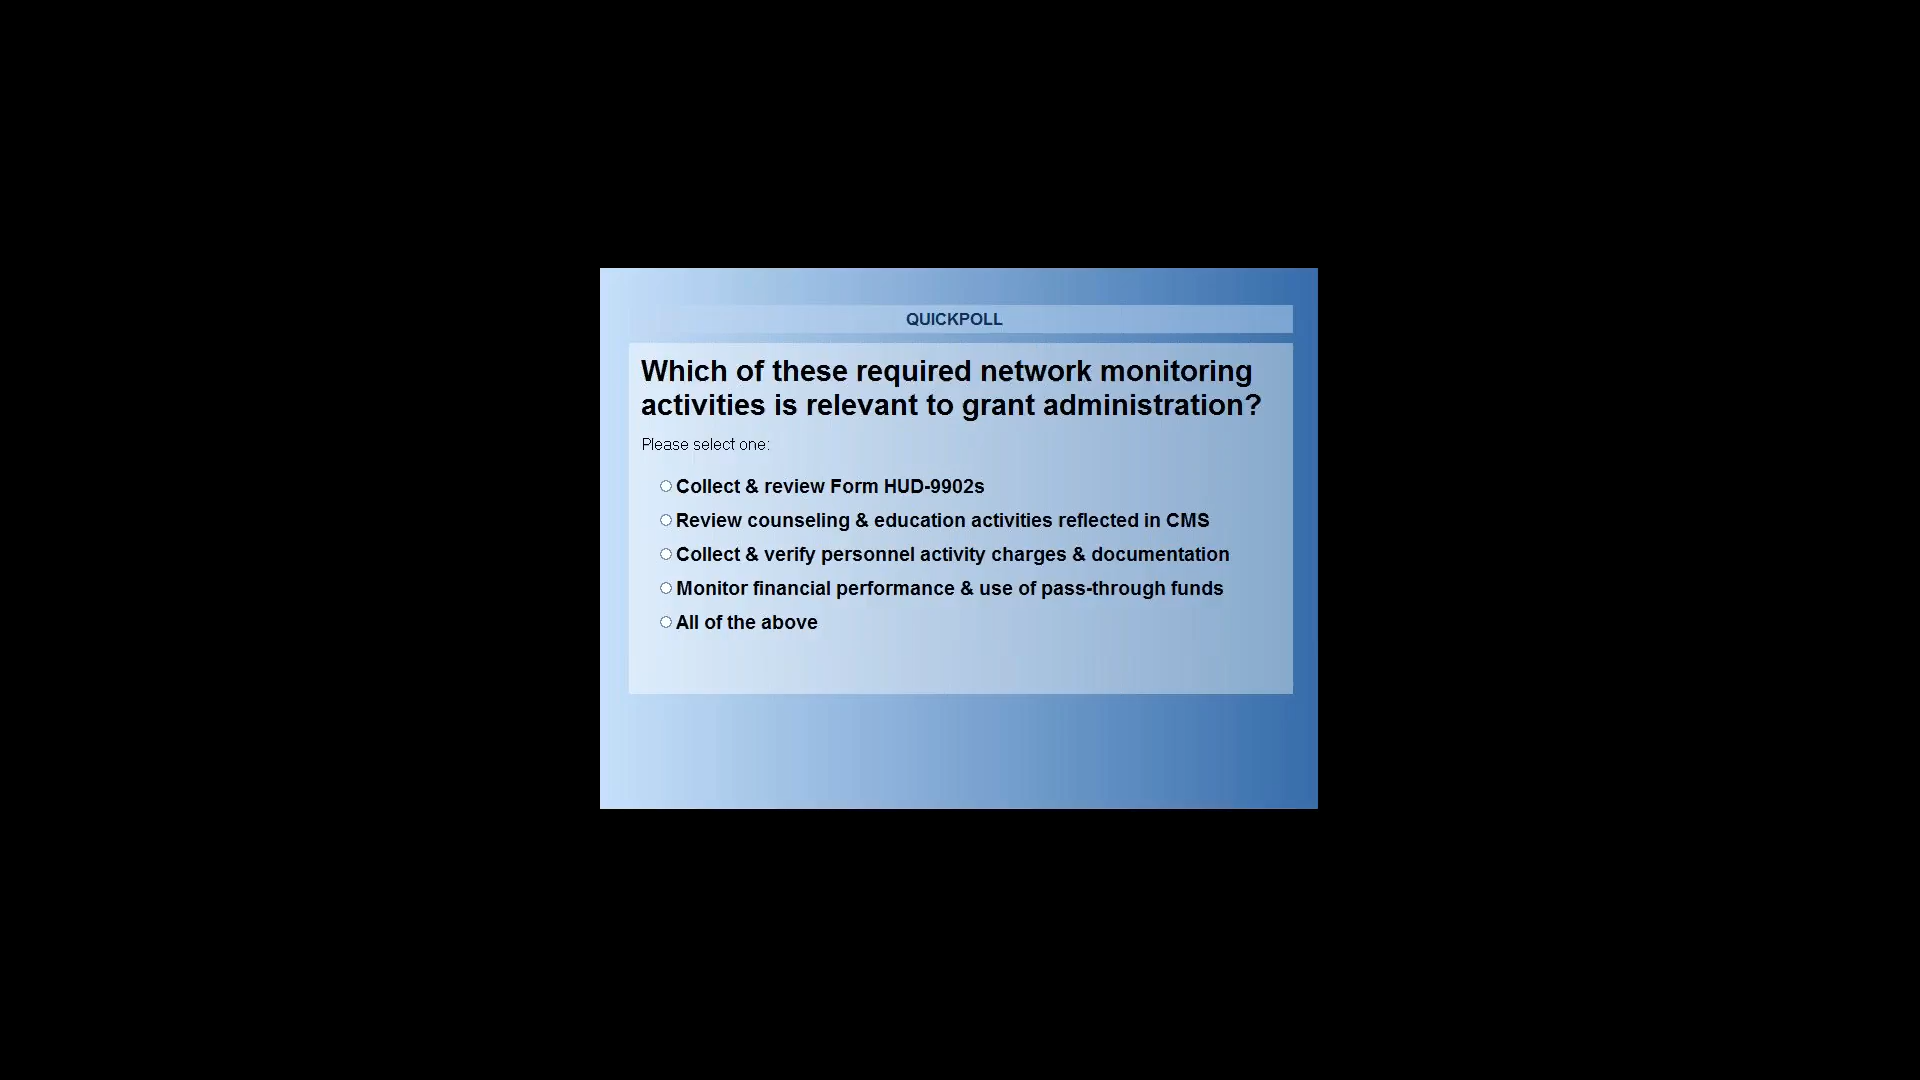 QUICKPOLL
Which of these required network monitoring
activities is relevant to grant administration?
Please select one:
Collect & review Form HUD-9902s
Review counseling & education activities reflected in CMS
Collect & verify personnel activity charges & documentation
Monitor financial performance & use of pass-through funds
All of the above